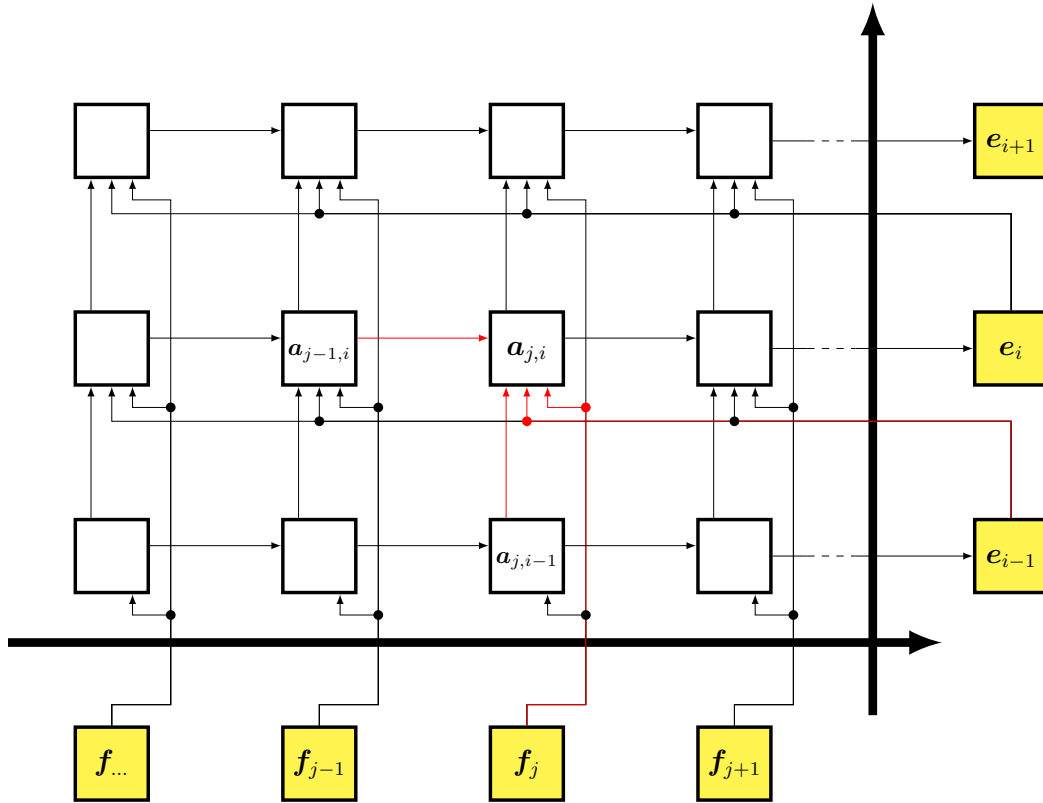 e_{i+1}
a_{j−1,i} a_{j,i} e_i
a_{j,i−1} e_{i−1}
f_{...} f_{j−1} f_j f_{j+1}